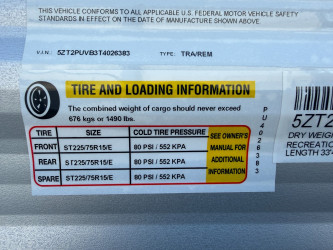 THIS VEHICLE CONFORMS TO ALL APPLICABLE U.S. FEDERAL MOTOR VEHICLE SAFETY
STANDARDS IN EFFECT ON THE DATE OF MANUFACTURE SHOWN ABOVE.
V.I.N.: 5ZT2PUVB3T4026383 TYPE: TRA/REM
TIRE AND LOADING INFORMATION
The combined weight of cargo should never exceed
676 kgs or 1490 lbs.
TIRE SIZE COLD TIRE PRESSURE
FRONT ST225/75R15/E 80 PSI / 552 KPA
REAR ST225/75R15/E 80 PSI / 552 KPA
SPARE ST225/75R15/E 80 PSI / 552 KPA
SEE OWNER'S
MANUAL FOR
ADDITIONAL
INFORMATION
PU4026383
5ZT2
DRY WEIG
RECREATIO
LENGTH 33'4